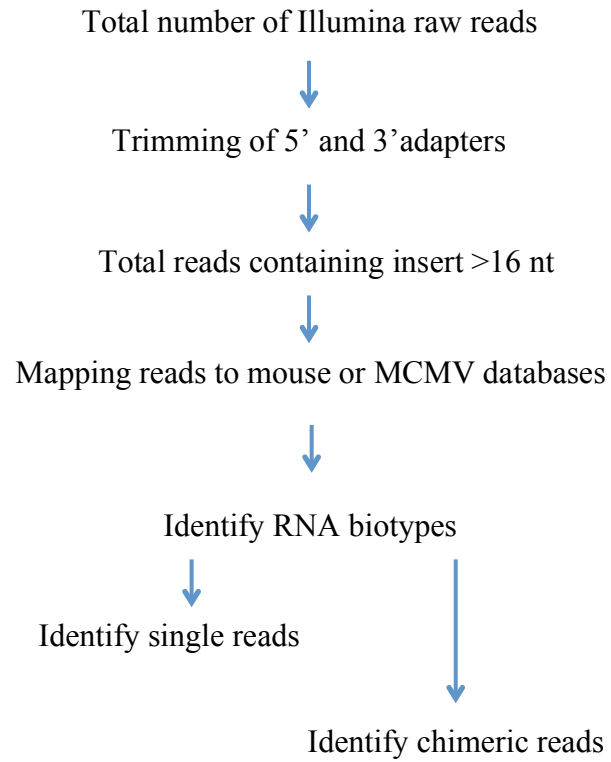 Total number of Illumina raw reads
Trimming of 5’ and 3’adapters
Total reads containing insert >16 nt
Mapping reads to mouse or MCMV databases
Identify RNA biotypes
Identify single reads
Identify chimeric reads